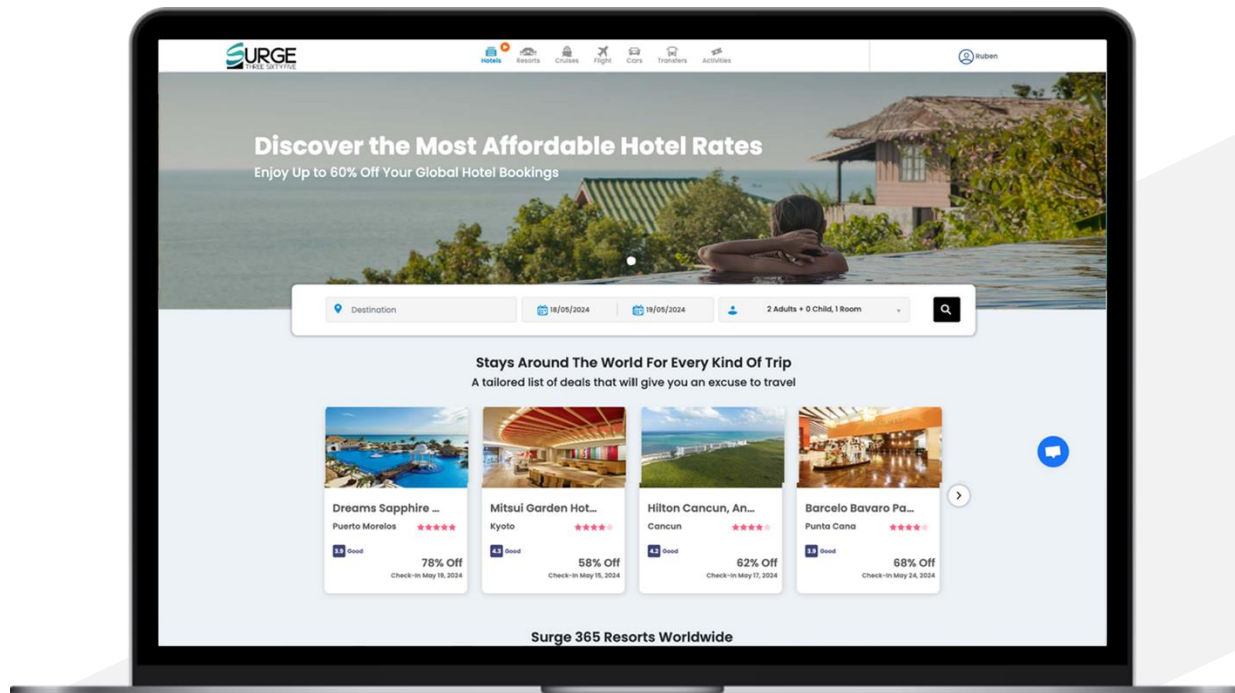 SURGE
THREE SIXTY FIVE
Hotels
Resorts
Cruises
Flight
Cars
Transfers
Activities
Ruben
Discover the Most Affordable Hotel Rates
Enjoy Up to 60% Off Your Global Hotel Bookings
Destination
18/05/2024
19/05/2024
2 Adults + 0 Child, 1 Room
Stays Around The World For Every Kind Of Trip
A tailored list of deals that will give you an excuse to travel
Dreams Sapphire ...
Puerto Morelos
3.9 Good
78% Off
Check-In May 19, 2024
Mitsui Garden Hot...
Kyoto
4.3 Good
58% Off
Check-In May 15, 2024
Hilton Cancun, An...
Cancun
4.2 Good
62% Off
Check-In May 17, 2024
Barcelo Bavaro Pa...
Punta Cana
3.9 Good
68% Off
Check-In May 24, 2024
Surge 365 Resorts Worldwide